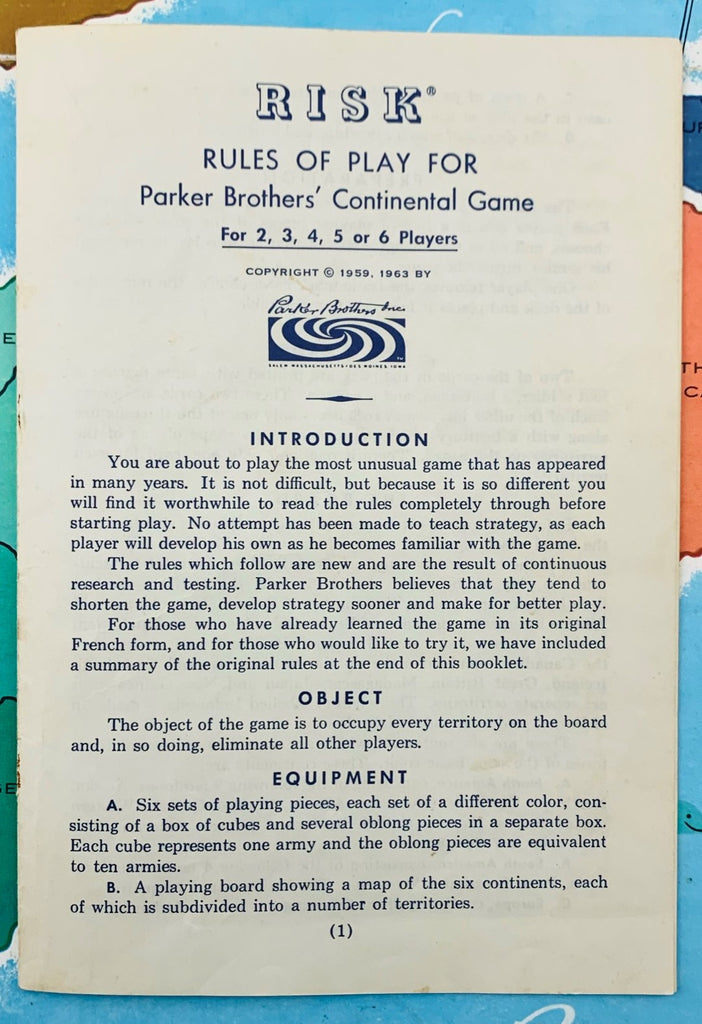 RISK®
RULES OF PLAY FOR
Parker Brothers' Continental Game
For 2, 3, 4, 5 or 6 Players
COPYRIGHT © 1959, 1963 BY
Parker Brothers Inc.
TM
SALEM MASSACHUSETTS / DES MOINES IOWA
INTRODUCTION
You are about to play the most unusual game that has appeared
in many years. It is not difficult, but because it is so different you
will find it worthwhile to read the rules completely through before
starting play. No attempt has been made to teach strategy, as each
player will develop his own as he becomes familiar with the game.
The rules which follow are new and are the result of continuous
research and testing. Parker Brothers believes that they tend to
shorten the game, develop strategy sooner and make for better play.
For those who have already learned the game in its original
French form, and for those who would like to try it, we have included
a summary of the original rules at the end of this booklet.
OBJECT
The object of the game is to occupy every territory on the board
and, in so doing, eliminate all other players.
EQUIPMENT
A. Six sets of playing pieces, each set of a different color, con-
sisting of a box of cubes and several oblong pieces in a separate box.
Each cube represents one army and the oblong pieces are equivalent
to ten armies.
B. A playing board showing a map of the six continents, each
of which is subdivided into a number of territories.
(1)